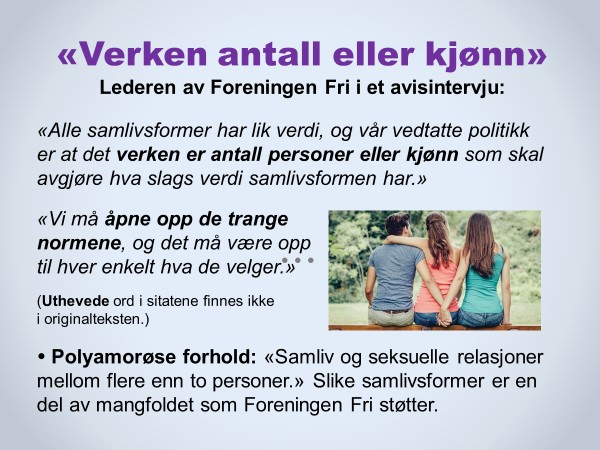 «Verken antall eller kjønn»
Lederen av Foreningen Fri i et avisintervju:
«Alle samlivsformer har lik verdi, og vår vedtatte politikk
er at det verken er antall personer eller kjønn som skal
avgjøre hva slags verdi samlivsformen har.»
«Vi må åpne opp de trange
normene, og det må være opp
til hver enkelt hva de velger.»
(Uthevede ord i sitatene finnes ikke
i originalteksten.)
• Polyamorøse forhold: «Samliv og seksuelle relasjoner
mellom flere enn to personer.» Slike samlivsformer er en
del av mangfoldet som Foreningen Fri støtter.